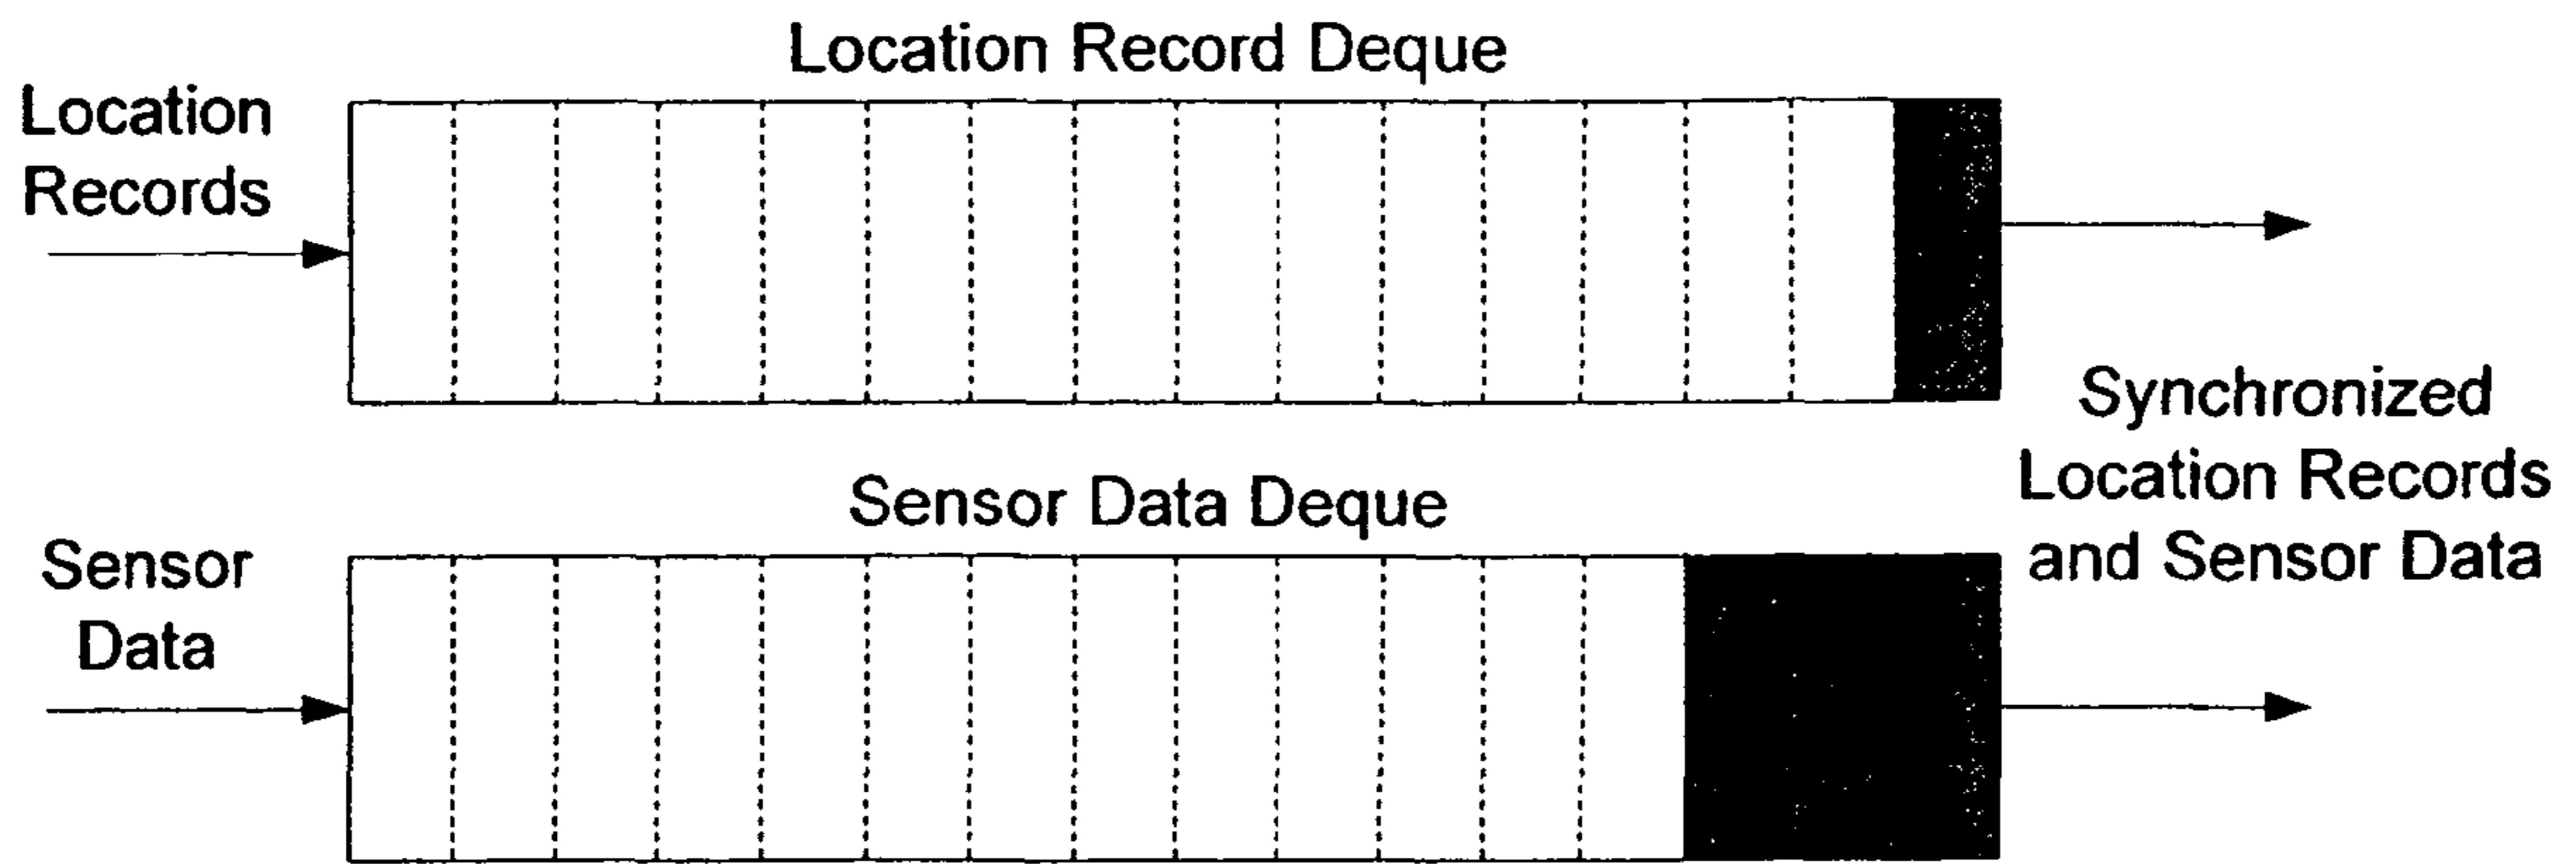 Location Record Deque
Location
Records
Sensor Data Deque
Sensor
Data
Synchronized
Location Records
and Sensor Data